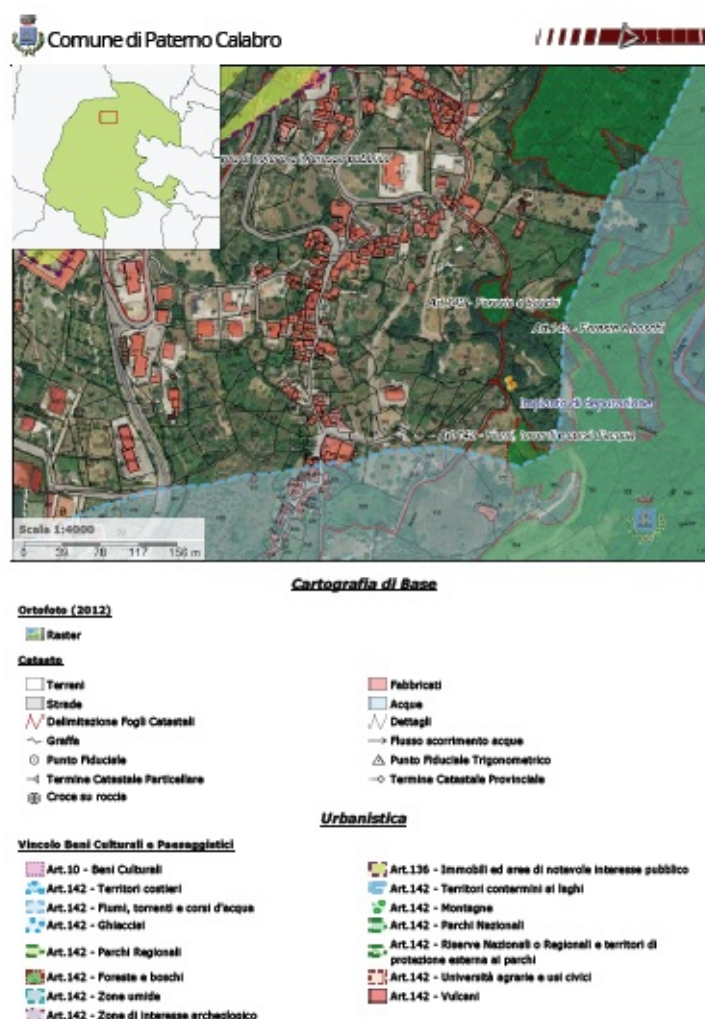 Comune di Paterno Calabro
Art.142 - Foreste e boschi
Art.142 - Foreste e boschi
Impianto di depurazione
Art.142 - Fiumi, torrenti e corsi d'acqua
Scala 1:4000
0 39 78 117 156 m
Cartografia di Base
Ortofoto (2012)
Raster
Catasto
Terreni
Fabbricati
Strade
Acque
Delimitazione Fogli Catastali
Dettagli
Graffa
Flusso scorrimento acque
Punto Fiduciale
Punto Fiduciale Trigonometrico
Termine Catastale Particellare
Termine Catastale Provinciale
Croce su roccia
Urbanistica
Vincolo Beni Culturali e Paesaggistici
Art.10 - Beni Culturali
Art.136 - Immobili ed aree di notevole interesse pubblico
Art.142 - Territori costieri
Art.142 - Territori contermini ai laghi
Art.142 - Fiumi, torrenti e corsi d'acqua
Art.142 - Montagne
Art.142 - Ghiacciai
Art.142 - Parchi Nazionali
Art.142 - Parchi Regionali
Art.142 - Riserve Nazionali o Regionali e territori di
protezione esterna ai parchi
Art.142 - Foreste e boschi
Art.142 - Università agrarie e usi civici
Art.142 - Zone umide
Art.142 - Vulcani
Art.142 - Zone di interesse archeologico